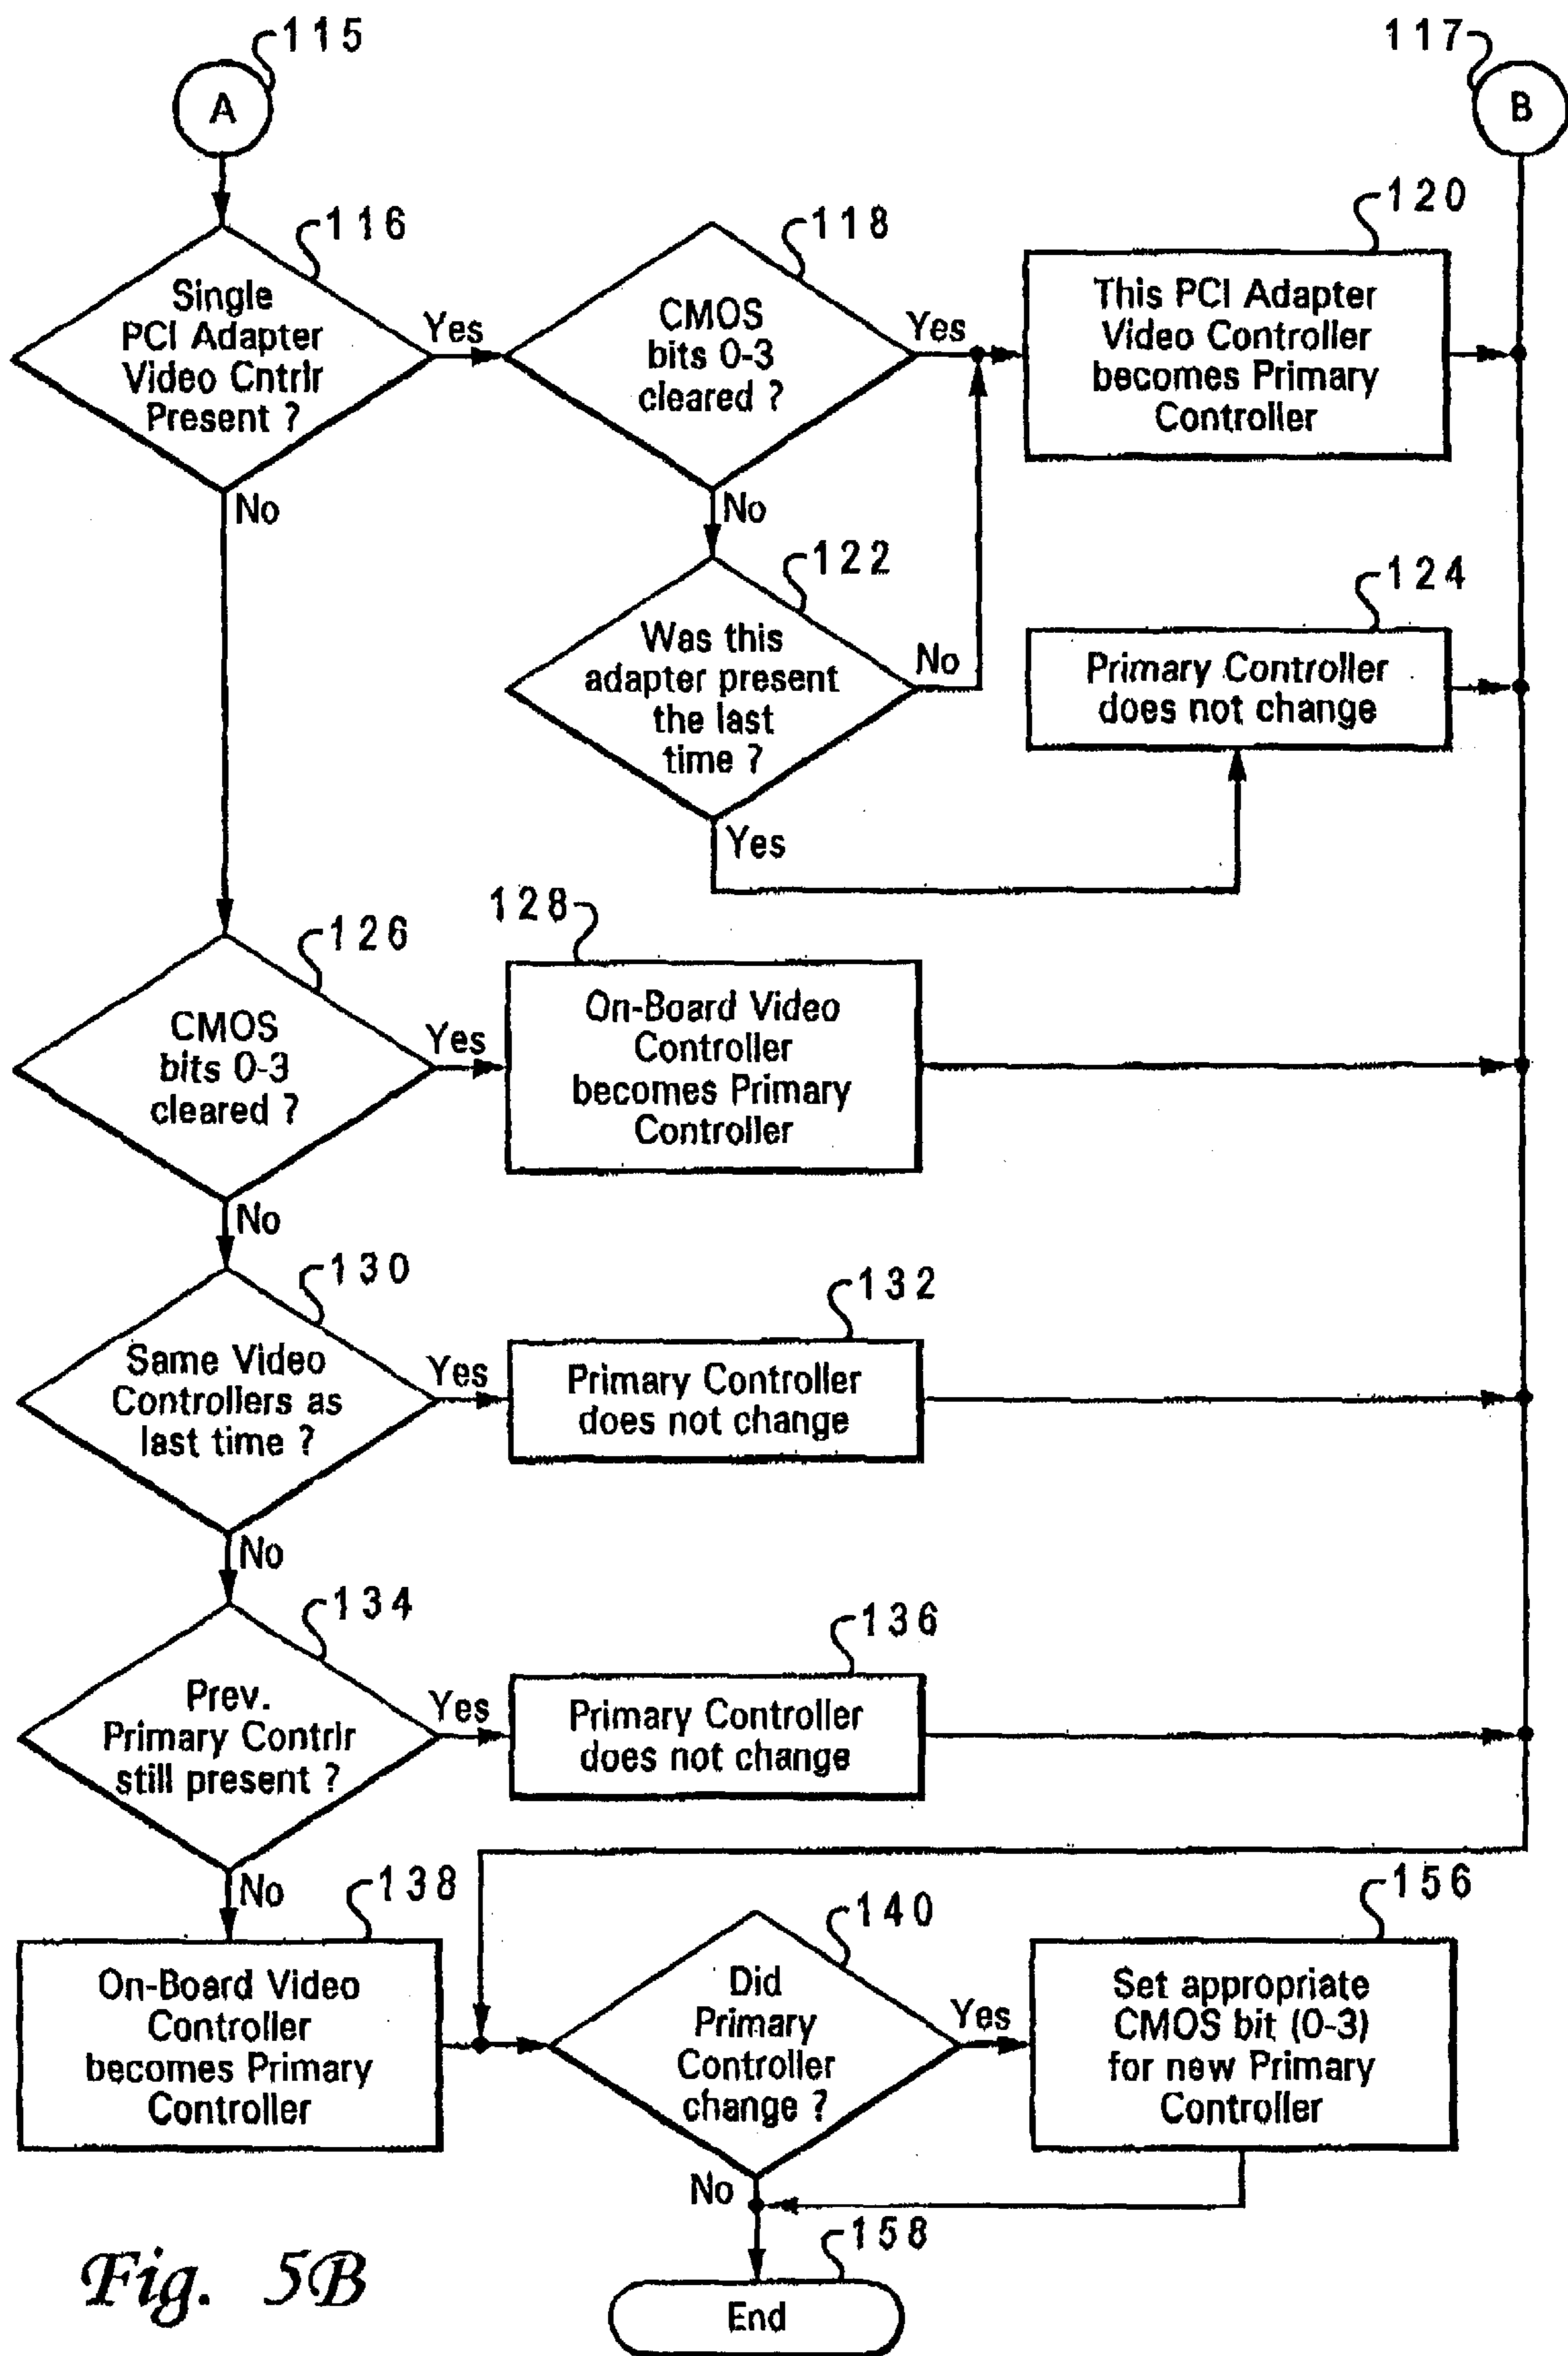 115
117
A
B
116
118
120
Single
PCI Adapter
Video Cntrlr
Present ?
Yes
CMOS
bits 0-3
cleared ?
Yes
This PCI Adapter
Video Controller
becomes Primary
Controller
No
No
122
124
Was this
adapter present
the last
time ?
No
Primary Controller
does not change
Yes
126
128
CMOS
bits 0-3
cleared ?
Yes
On-Board Video
Controller
becomes Primary
Controller
No
130
132
Same Video
Controllers as
last time ?
Yes
Primary Controller
does not change
No
134
136
Prev.
Primary Contrlr
still present ?
Yes
Primary Controller
does not change
No
138
140
156
On-Board Video
Controller
becomes Primary
Controller
Did
Primary
Controller
change ?
Yes
Set appropriate
CMOS bit (0-3)
for new Primary
Controller
No
158
End
Fig. 5B